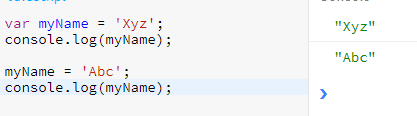 var myName = 'Xyz';
console.log(myName);
myName = 'Abc';
console.log(myName);
"Xyz"
"Abc"